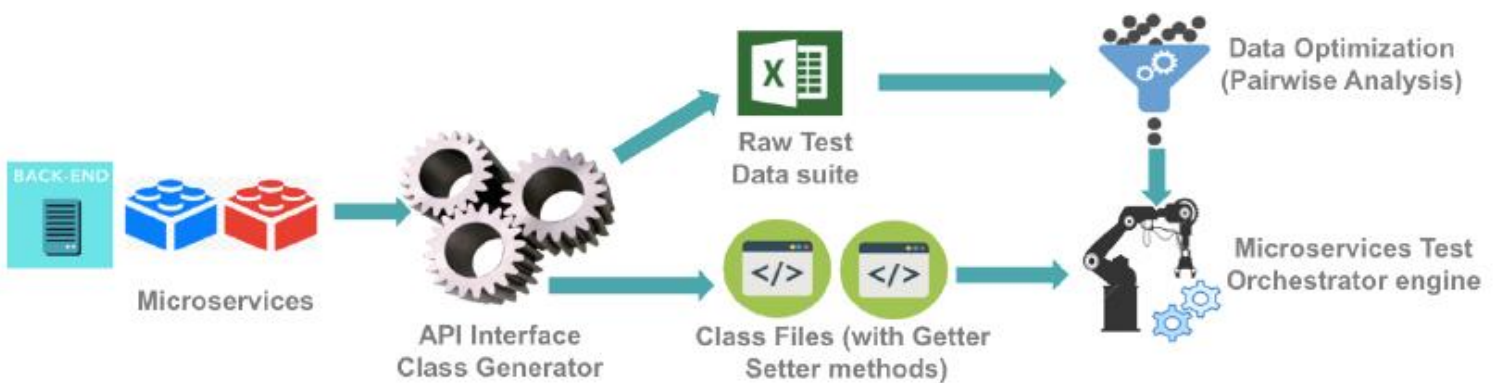 BACK-END
Microservices
API Interface
Class Generator
X
Raw Test
Data suite
</>
</>
Class Files (with Getter
Setter methods)
Data Optimization
(Pairwise Analysis)
Microservices Test
Orchestrator engine